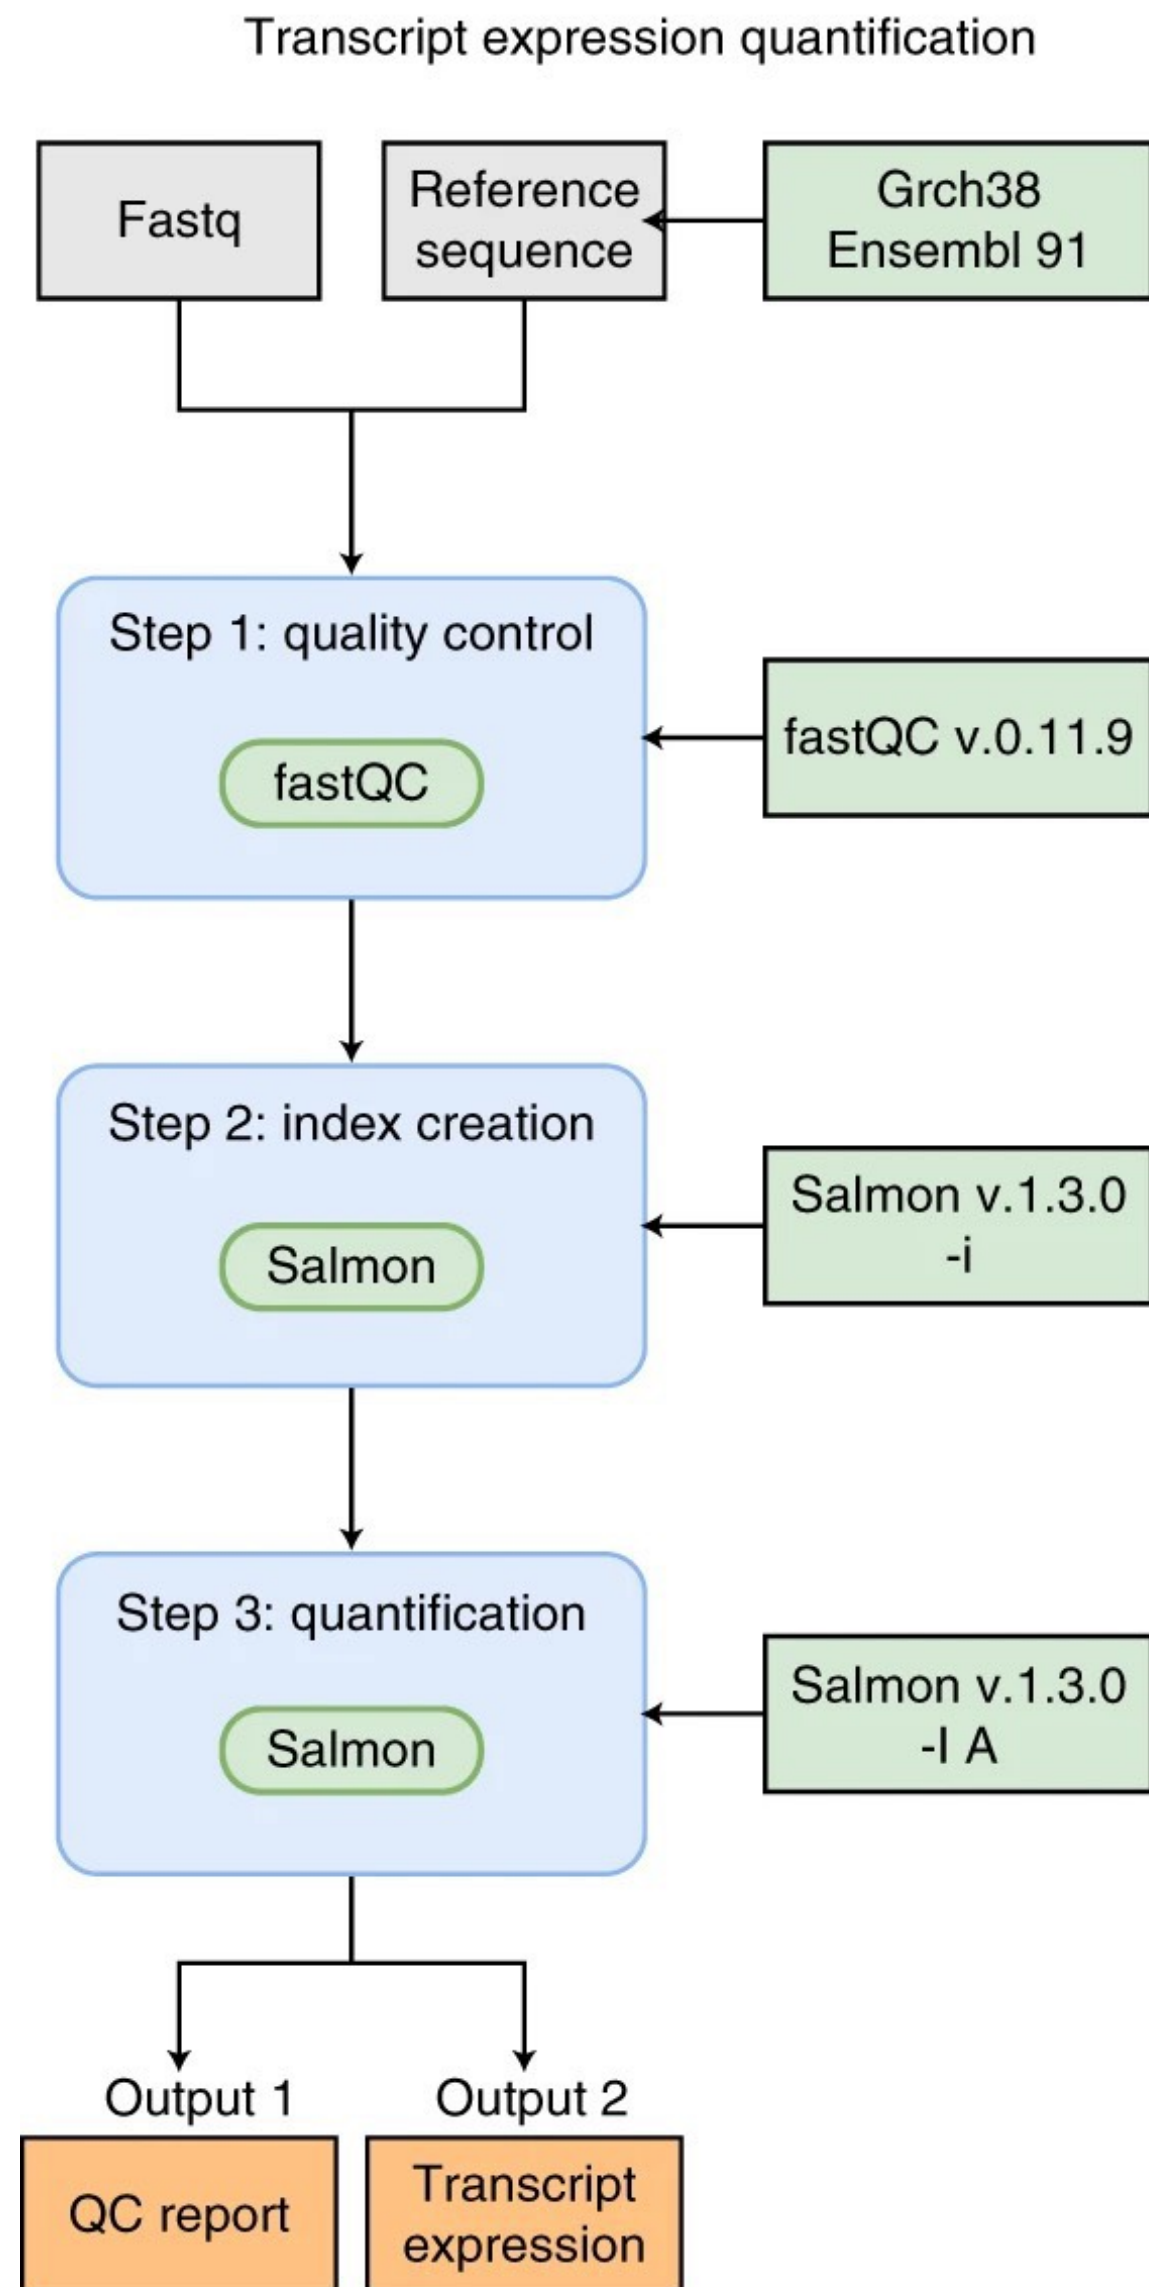 Transcript expression quantification
Fastq
Reference
sequence
Grch38
Ensembl 91
Step 1: quality control
fastQC
fastQC v.0.11.9
Step 2: index creation
Salmon
Salmon v.1.3.0
-i
Step 3: quantification
Salmon
Salmon v.1.3.0
-l A
Output 1
Output 2
QC report
Transcript
expression